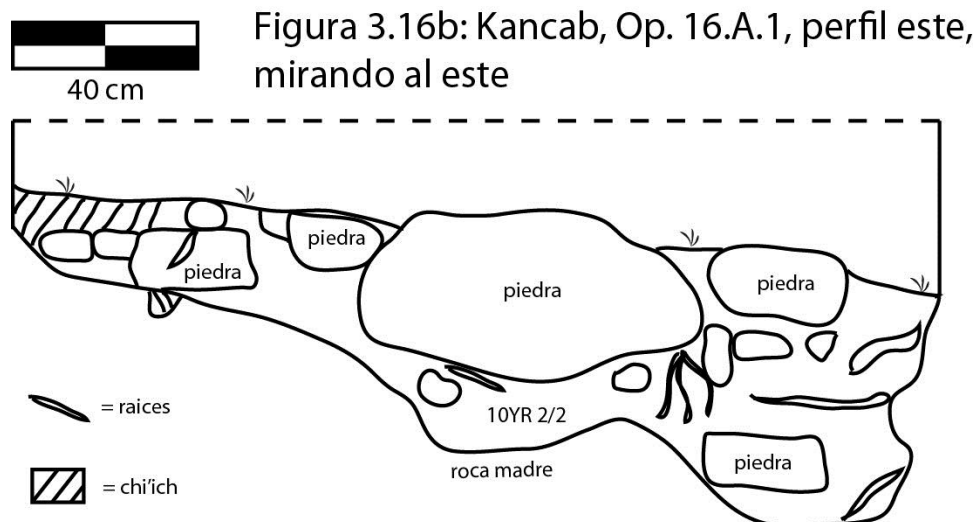 Figura 3.16b: Kancab, Op. 16.A.1, perfil este,
mirando al este
40 cm
piedra
piedra
piedra
piedra
piedra
10YR 2/2
roca madre
= raices
= chi'ich